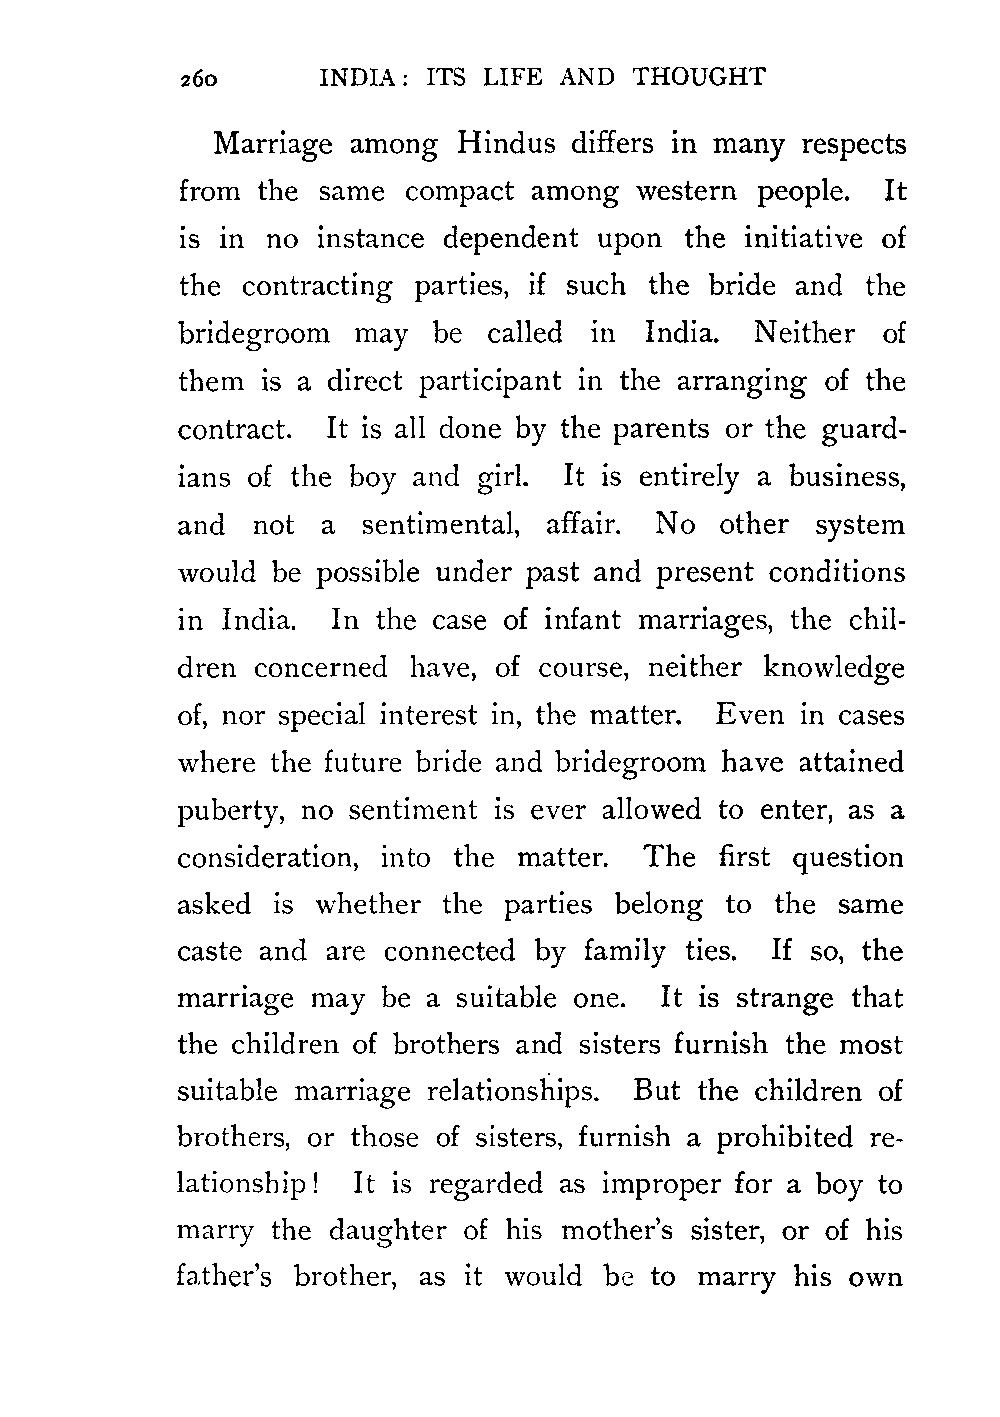 260 INDIA: ITS LIFE AND THOUGHT
Marriage among Hindus differs in many respects
from the same compact among western people. It
is in no instance dependent upon the initiative of
the contracting parties, if such the bride and the
bridegroom may be called in India. Neither of
them is a direct participant in the arranging of the
contract. It is all done by the parents or the guard-
ians of the boy and girl. It is entirely a business,
and not a sentimental, affair. No other system
would be possible under past and present conditions
in India. In the case of infant marriages, the chil-
dren concerned have, of course, neither knowledge
of, nor special interest in, the matter. Even in cases
where the future bride and bridegroom have attained
puberty, no sentiment is ever allowed to enter, as a
consideration, into the matter. The first question
asked is whether the parties belong to the same
caste and are connected by family ties. If so, the
marriage may be a suitable one. It is strange that
the children of brothers and sisters furnish the most
suitable marriage relationships. But the children of
brothers, or those of sisters, furnish a prohibited re-
lationship! It is regarded as improper for a boy to
marry the daughter of his mother's sister, or of his
father's brother, as it would be to marry his own